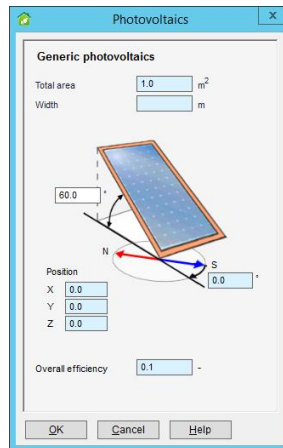 Photovoltaics x
Generic photovoltaics
Total area 1.0 m2
Width m
60.0 °
N
S
0.0 °
Position
X 0.0
Y 0.0
Z 0.0
Overall efficiency 0.1 -
OK Cancel Help